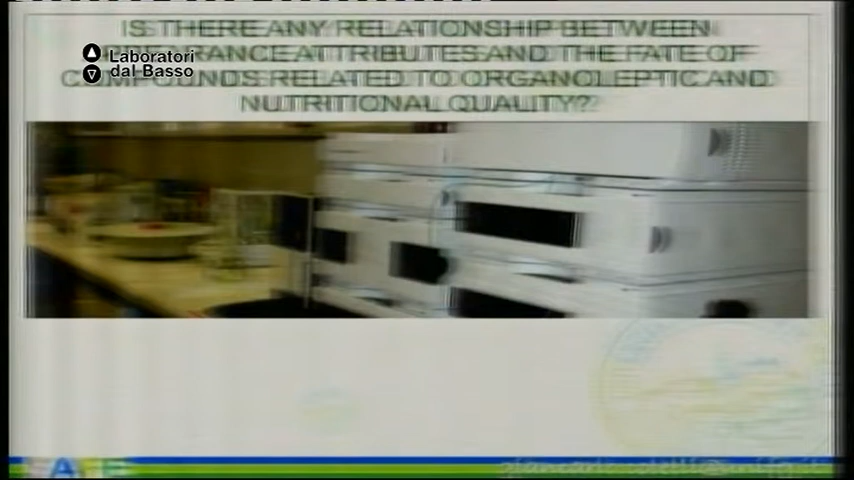 IS THERE ANY RELATIONSHIP BETWEEN
ATTRIBUTES AND THE FATE OF
COMPOUNDS RELATED TO ORGANOLEPTIC AND
NUTRITIONAL QUALITY?
Laboratori
dal Basso